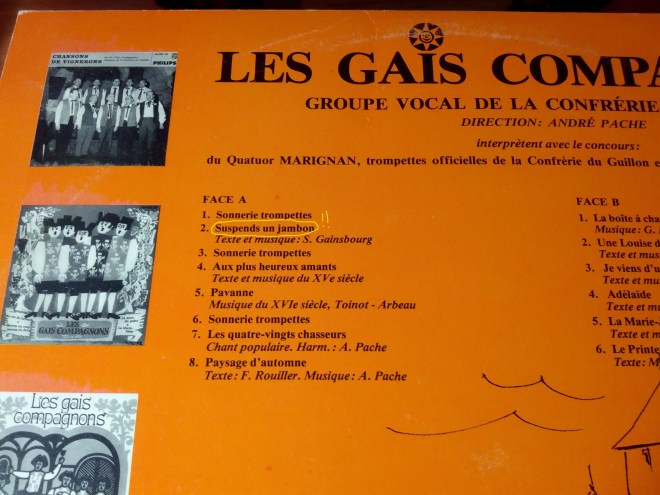 CHANSONS
DE VIGNERONS
PHILIPS
LES GAIS COMPA
GROUPE VOCAL DE LA CONFRÉRIE
DIRECTION: ANDRÉ PACHE
interprètent avec le concours:
du Quatuor MARIGNAN, trompettes officielles de la Confrérie du Guillon e
FACE A
1. Sonnerie trompettes !!
2. Suspends un jambon
Texte et musique: S. Gainsbourg
3. Sonnerie trompettes
4. Aux plus heureux amants
Texte et musique du XVe siècle
5. Pavanne
Musique du XVIe siècle, Toinot - Arbeau
6. Sonnerie trompettes
7. Les quatre-vingts chasseurs
Chant populaire. Harm.: A. Pache
8. Paysage d'automne
Texte: F. Rouiller. Musique: A. Pache
FACE B
1. La boîte à ch
Musique: G.
2. Une Louise d
Texte et mus
3. Je viens d'u
Texte et mu
4. Adélaïde
Texte et m
5. La Marie-
Texte et m
6. Le Printe
Texte: M
LES
GAIS COMPAGNONS
Les gais
compagnons